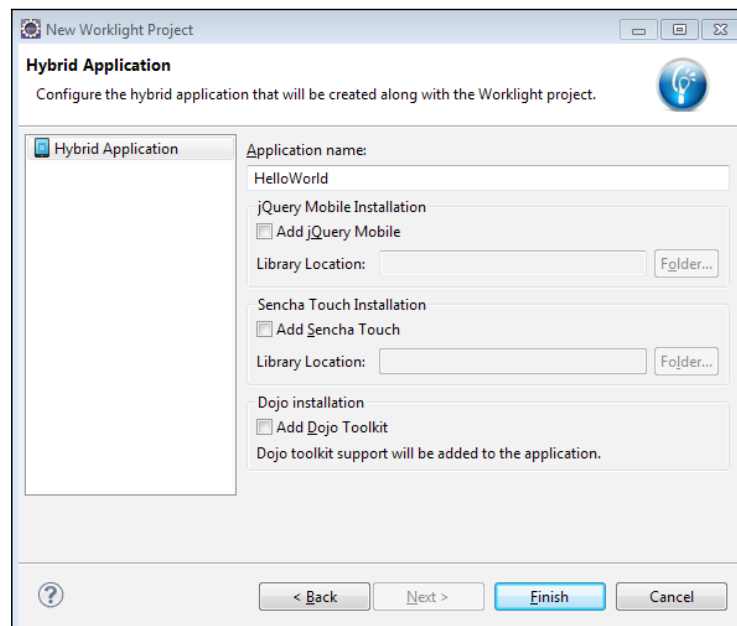 New Worklight Project
Hybrid Application
Configure the hybrid application that will be created along with the Worklight project.
Hybrid Application
Application name:
HelloWorld
jQuery Mobile Installation
Add jQuery Mobile
Library Location:
Folder...
Sencha Touch Installation
Add Sencha Touch
Library Location:
Folder...
Dojo installation
Add Dojo Toolkit
Dojo toolkit support will be added to the application.
?
< Back
Next >
Finish
Cancel